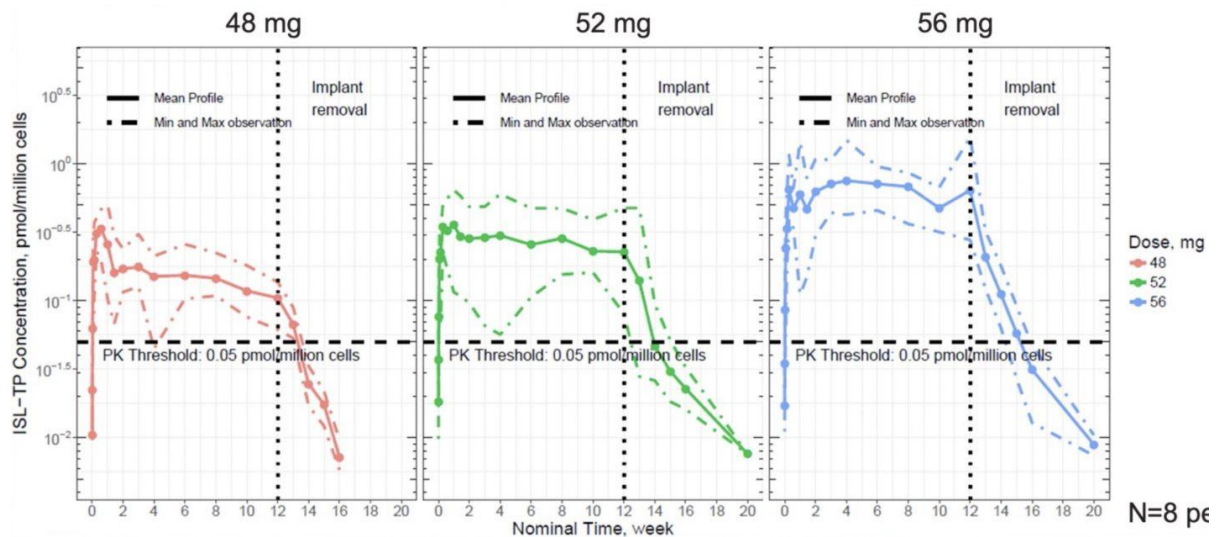 48 mg
52 mg
56 mg
ISL-TP Concentration, pmol/million cells
10^0.5
10^0
10^-0.5
10^-1
10^-1.5
10^-2
Mean Profile
Min and Max observation
Implant
removal
PK Threshold: 0.05 pmol/million cells
0 2 4 6 8 10 12 14 16 18 20
Mean Profile
Min and Max observation
Implant
removal
PK Threshold: 0.05 pmol/million cells
0 2 4 6 8 10 12 14 16 18 20
Mean Profile
Min and Max observation
Implant
removal
PK Threshold: 0.05 pmol/million cells
0 2 4 6 8 10 12 14 16 18 20
Nominal Time, week
Dose, mg
48
52
56
N=8 pe